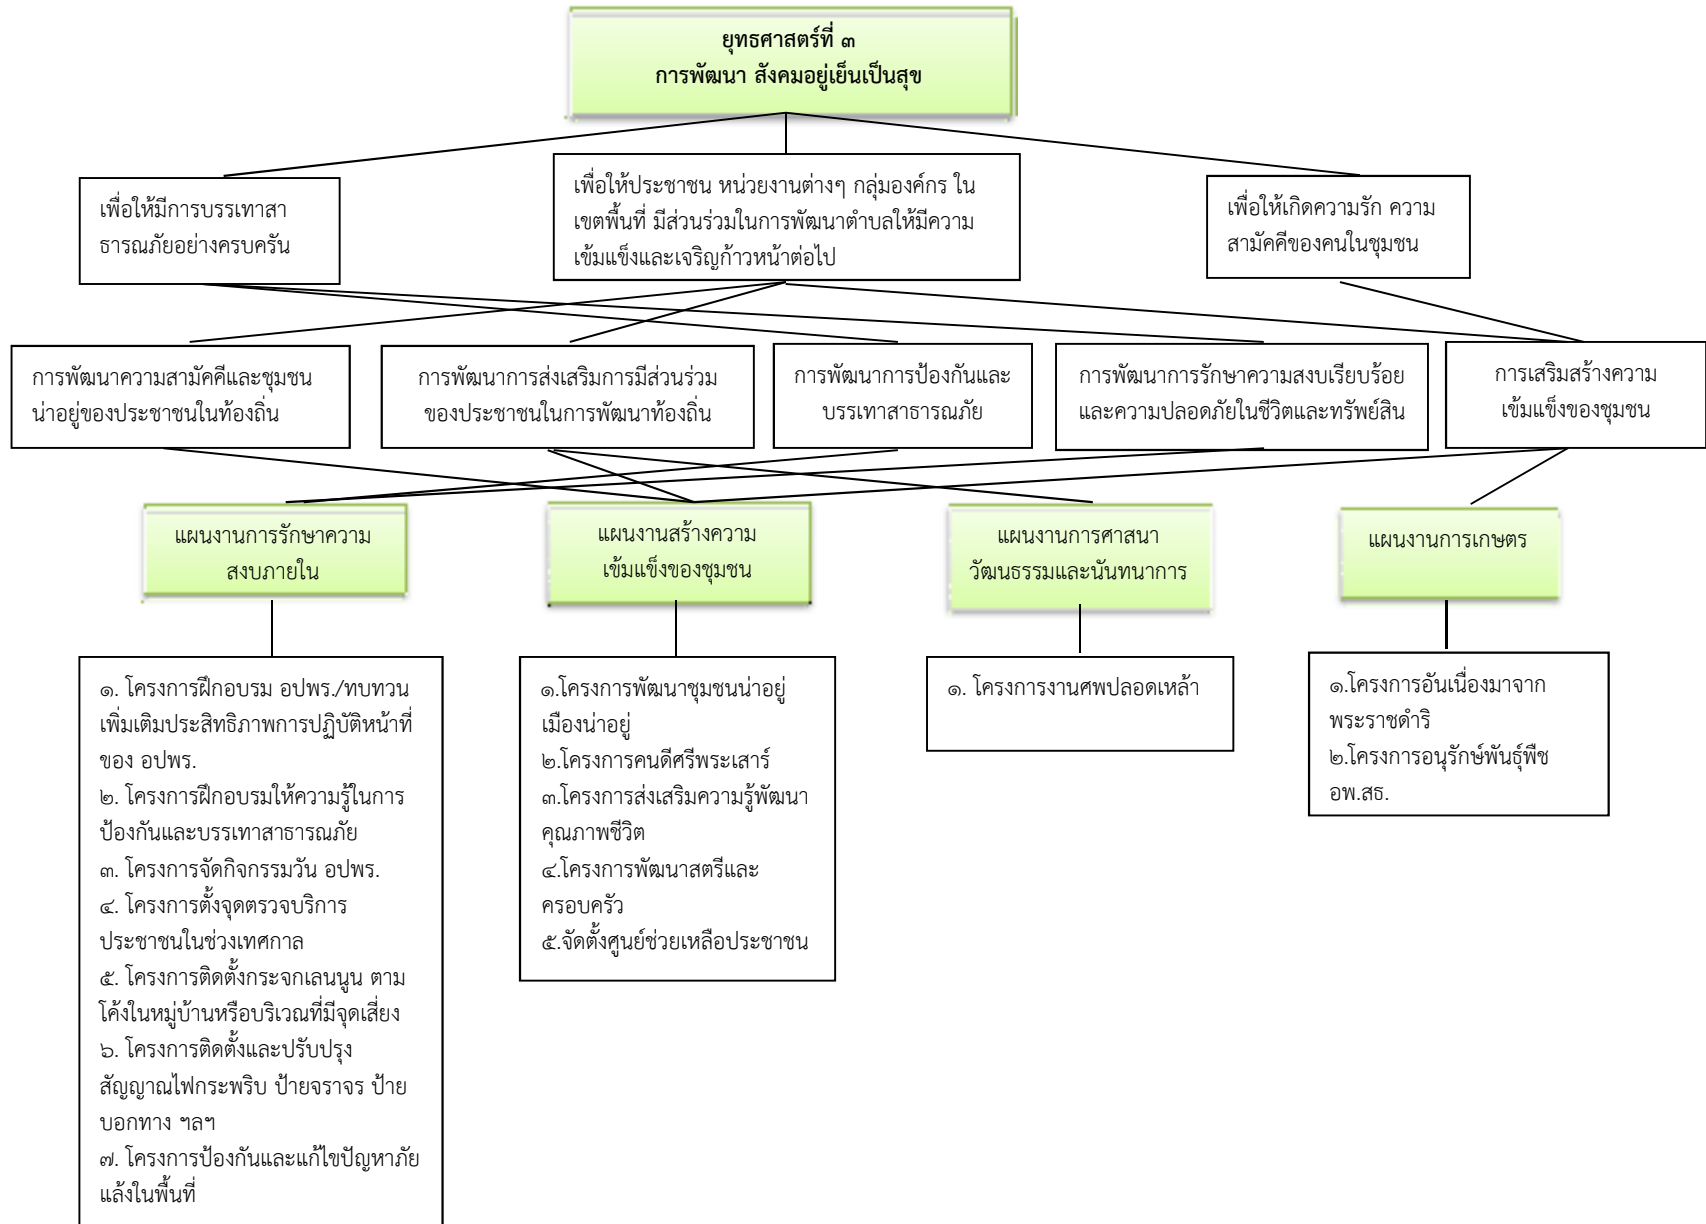 ยุทธศาสตร์ที่ ๓
การพัฒนา สังคมอยู่เย็นเป็นสุข
เพื่อให้มีการบรรเทาสา
ธารณภัยอย่างครบครัน
เพื่อให้ประชาชน หน่วยงานต่างๆ กลุ่มองค์กร ใน
เขตพื้นที่ มีส่วนร่วมในการพัฒนาตำบลให้มีความ
เข้มแข็งและเจริญก้าวหน้าต่อไป
เพื่อให้เกิดความรัก ความ
สามัคคีของคนในชุมชน
การพัฒนาความสามัคคีและชุมชน
น่าอยู่ของประชาชนในท้องถิ่น
การพัฒนาการส่งเสริมการมีส่วนร่วม
ของประชาชนในการพัฒนาท้องถิ่น
การพัฒนาการป้องกันและ
บรรเทาสาธารณภัย
การพัฒนาการรักษาความสงบเรียบร้อย
และความปลอดภัยในชีวิตและทรัพย์สิน
การเสริมสร้างความ
เข้มแข็งของชุมชน
แผนงานการรักษาความ
สงบภายใน
แผนงานสร้างความ
เข้มแข็งของชุมชน
แผนงานการศาสนา
วัฒนธรรมและนันทนาการ
แผนงานการเกษตร
๑. โครงการฝึกอบรม อปพร./ทบทวน
เพิ่มเติมประสิทธิภาพการปฏิบัติหน้าที่
ของ อปพร.
๒. โครงการฝึกอบรมให้ความรู้ในการ
ป้องกันและบรรเทาสาธารณภัย
๓. โครงการจัดกิจกรรมวัน อปพร.
๔. โครงการตั้งจุดตรวจบริการ
ประชาชนในช่วงเทศกาล
๕. โครงการติดตั้งกระจกเลนนูน ตาม
โค้งในหมู่บ้านหรือบริเวณที่มีจุดเสี่ยง
๖. โครงการติดตั้งและปรับปรุง
สัญญาณไฟกระพริบ ป้ายจราจร ป้าย
บอกทาง ฯลฯ
๗. โครงการป้องกันและแก้ไขปัญหาภัย
แล้งในพื้นที่
๑.โครงการพัฒนาชุมชนน่าอยู่
เมืองน่าอยู่
๒.โครงการคนดีศรีพระเสาร์
๓.โครงการส่งเสริมความรู้พัฒนา
คุณภาพชีวิต
๔.โครงการพัฒนาสตรีและ
ครอบครัว
๕.จัดตั้งศูนย์ช่วยเหลือประชาชน
๑. โครงการงานศพปลอดเหล้า
๑.โครงการอันเนื่องมาจาก
พระราชดำริ
๒.โครงการอนุรักษ์พันธุ์พืช
อพ.สธ.